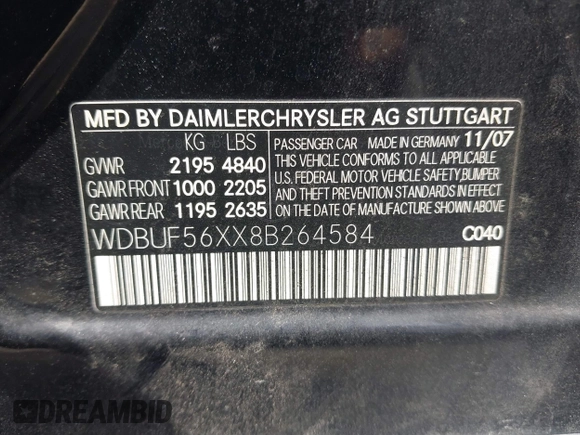 MFD BY DAIMLERCHRYSLER AG STUTTGART
KG LBS
GVWR 2195 4840
GAWR FRONT 1000 2205
GAWR REAR 1195 2635
PASSENGER CAR MADE IN GERMANY 11/07
THIS VEHICLE CONFORMS TO ALL APPLICABLE
U.S. FEDERAL MOTOR VEHICLE SAFETY, BUMPER
AND THEFT PREVENTION STANDARDS IN EFFECT
ON THE DATE OF MANUFACTURE SHOWN ABOVE.
WDBUF56XX8B264584
C040
DREAMBID